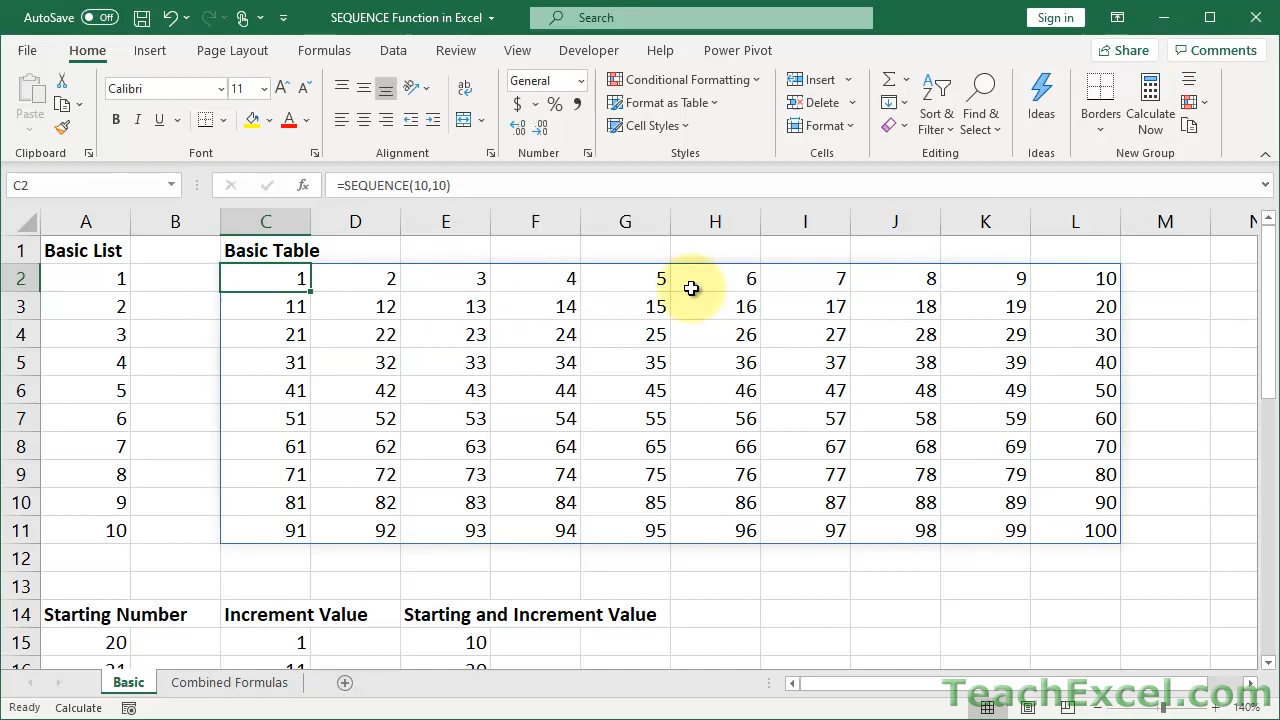 AutoSave Off SEQUENCE Function in Excel Search Sign in
File Home Insert Page Layout Formulas Data Review View Developer Help Power Pivot Share Comments
Calibri 11 General Conditional Formatting Insert
Paste B I U A $ % Format as Table Delete Sort & Filter Find & Select Ideas Borders Calculate Now
Cell Styles Format
Clipboard Font Alignment Number Styles Cells Editing Ideas New Group
C2 fx =SEQUENCE(10,10)
A B C D E F G H I J K L M N
1 Basic List Basic Table
2 1 1 2 3 4 5 6 7 8 9 10
3 2 11 12 13 14 15 16 17 18 19 20
4 3 21 22 23 24 25 26 27 28 29 30
5 4 31 32 33 34 35 36 37 38 39 40
6 5 41 42 43 44 45 46 47 48 49 50
7 6 51 52 53 54 55 56 57 58 59 60
8 7 61 62 63 64 65 66 67 68 69 70
9 8 71 72 73 74 75 76 77 78 79 80
10 9 81 82 83 84 85 86 87 88 89 90
11 10 91 92 93 94 95 96 97 98 99 100
12
13
14 Starting Number Increment Value Starting and Increment Value
15 20 1 10
Basic Combined Formulas
TeachExcel.com
Ready Calculate 140%